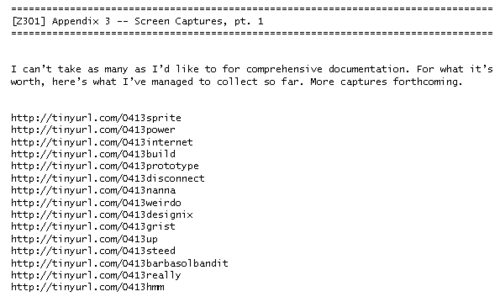 ==============================================================================
[Z301] Appendix 3 -- Screen Captures, pt. 1
==============================================================================
I can't take as many as I'd like to for comprehensive documentation. For what it's
worth, here's what I've managed to collect so far. More captures forthcoming.
http://tinyurl.com/0413sprite
http://tinyurl.com/0413power
http://tinyurl.com/0413internet
http://tinyurl.com/0413build
http://tinyurl.com/0413prototype
http://tinyurl.com/0413disconnect
http://tinyurl.com/0413nanna
http://tinyurl.com/0413weirdo
http://tinyurl.com/0413designix
http://tinyurl.com/0413grist
http://tinyurl.com/0413up
http://tinyurl.com/0413steed
http://tinyurl.com/0413barbasolbandit
http://tinyurl.com/0413really
http://tinyurl.com/0413hmm